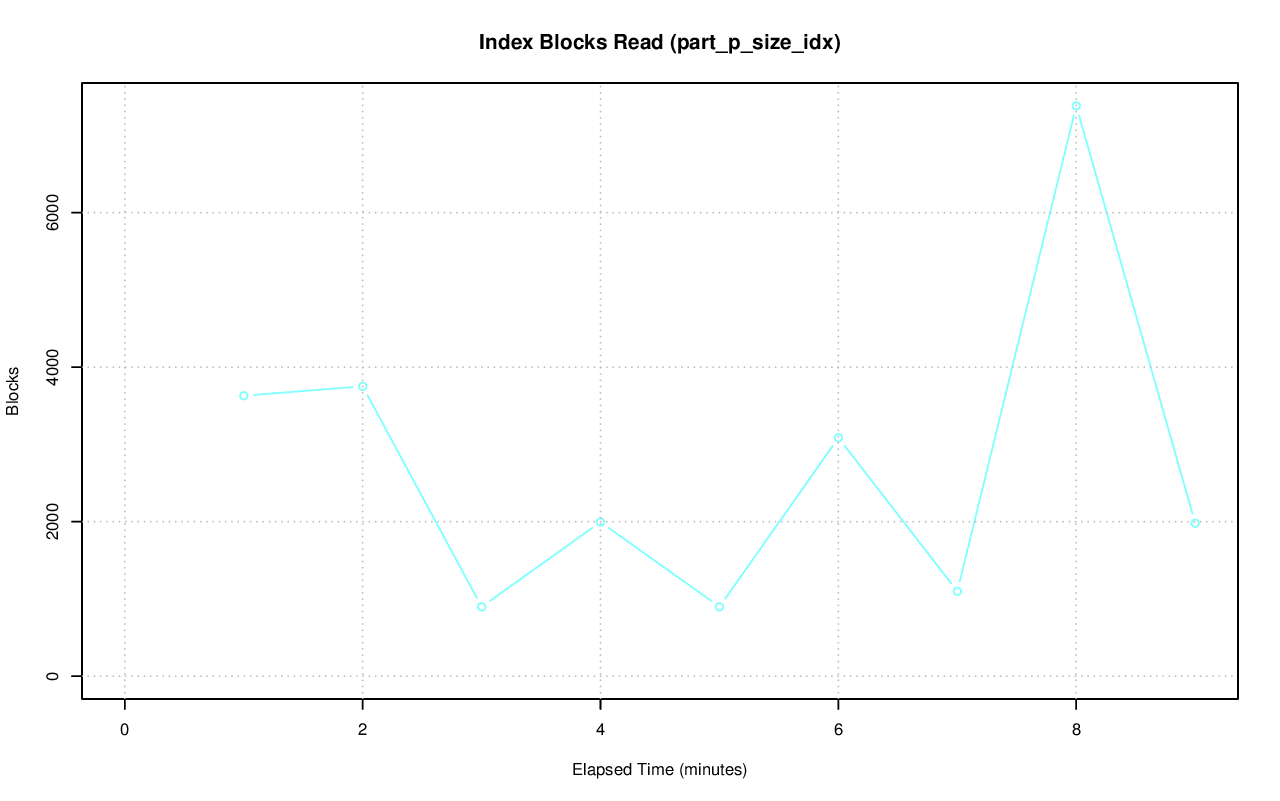 Index Blocks Read (part_p_size_idx)
Blocks
6000
4000
2000
0
0 2 4 6 8
Elapsed Time (minutes)